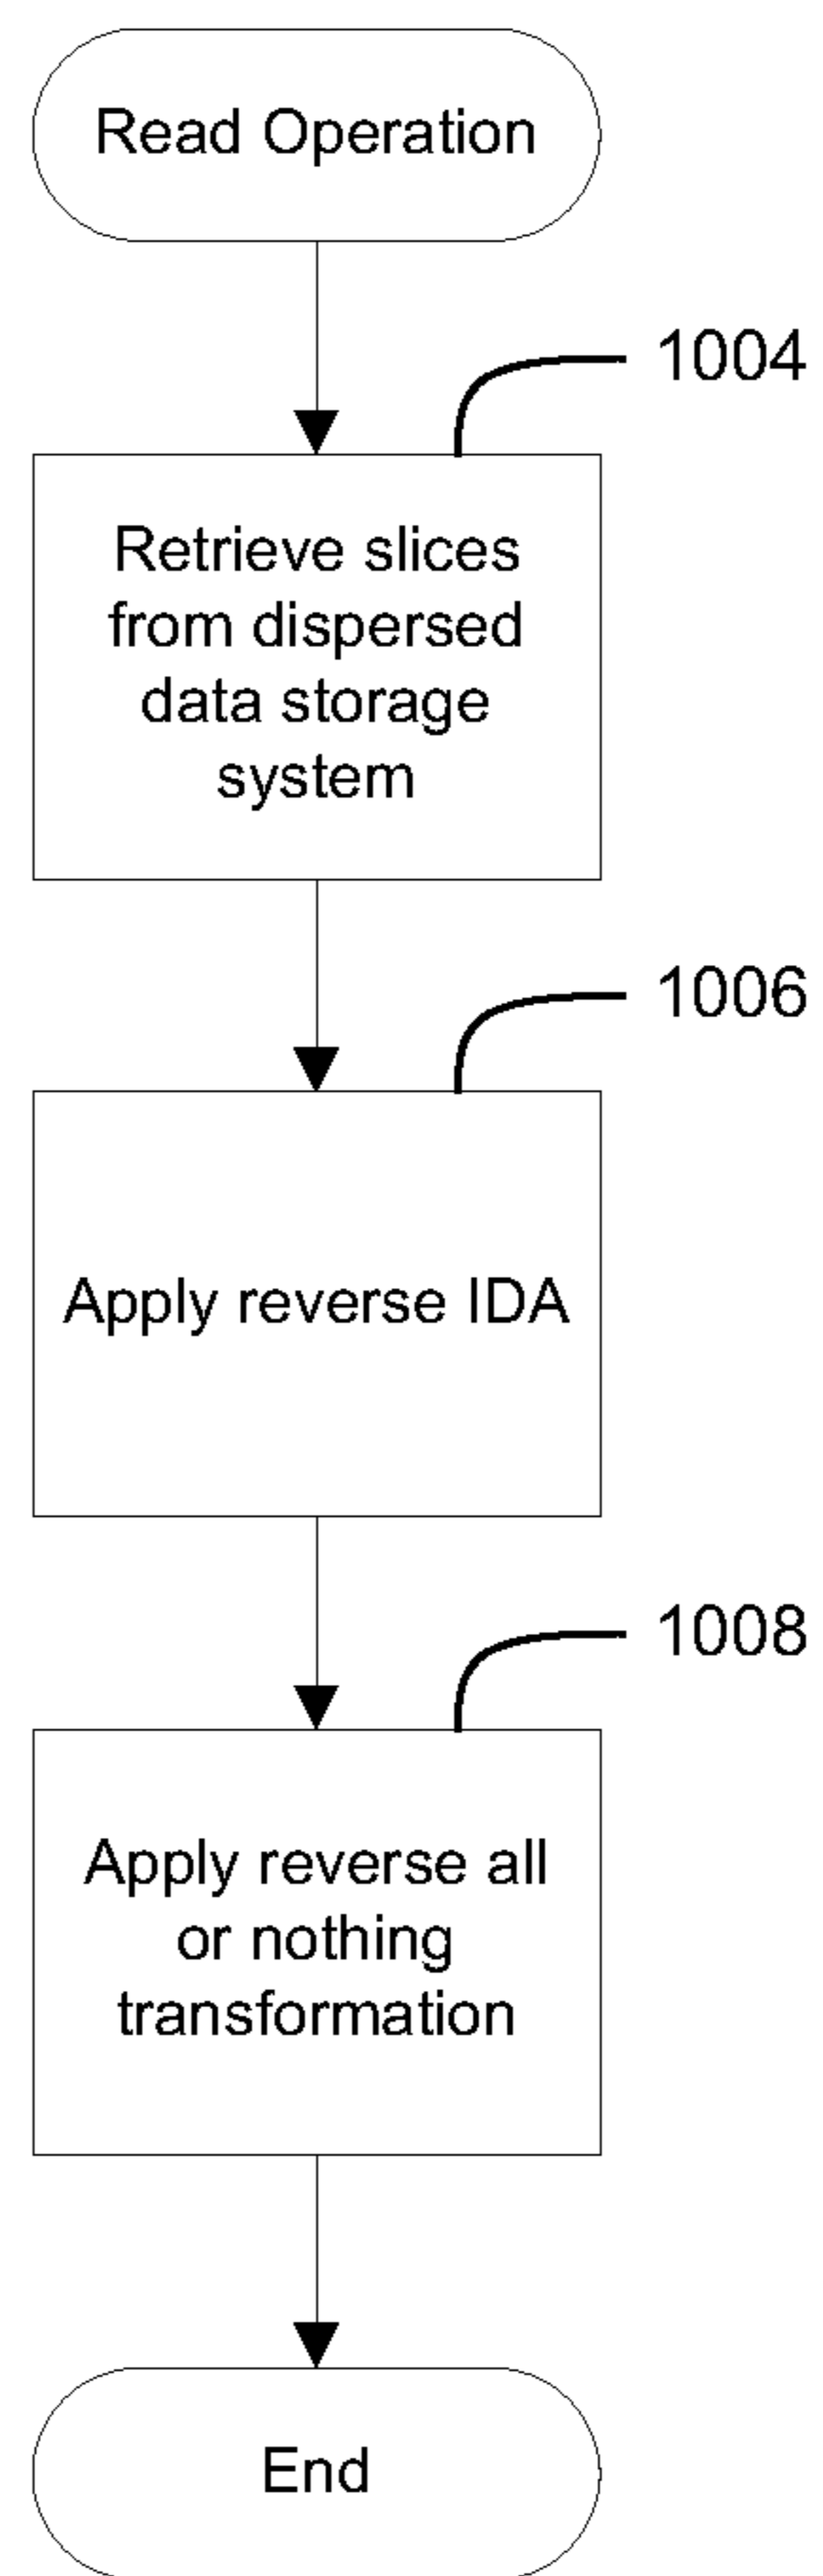 Read Operation
1004
Retrieve slices
from dispersed
data storage
system
1006
Apply reverse IDA
1008
Apply reverse all
or nothing
transformation
End